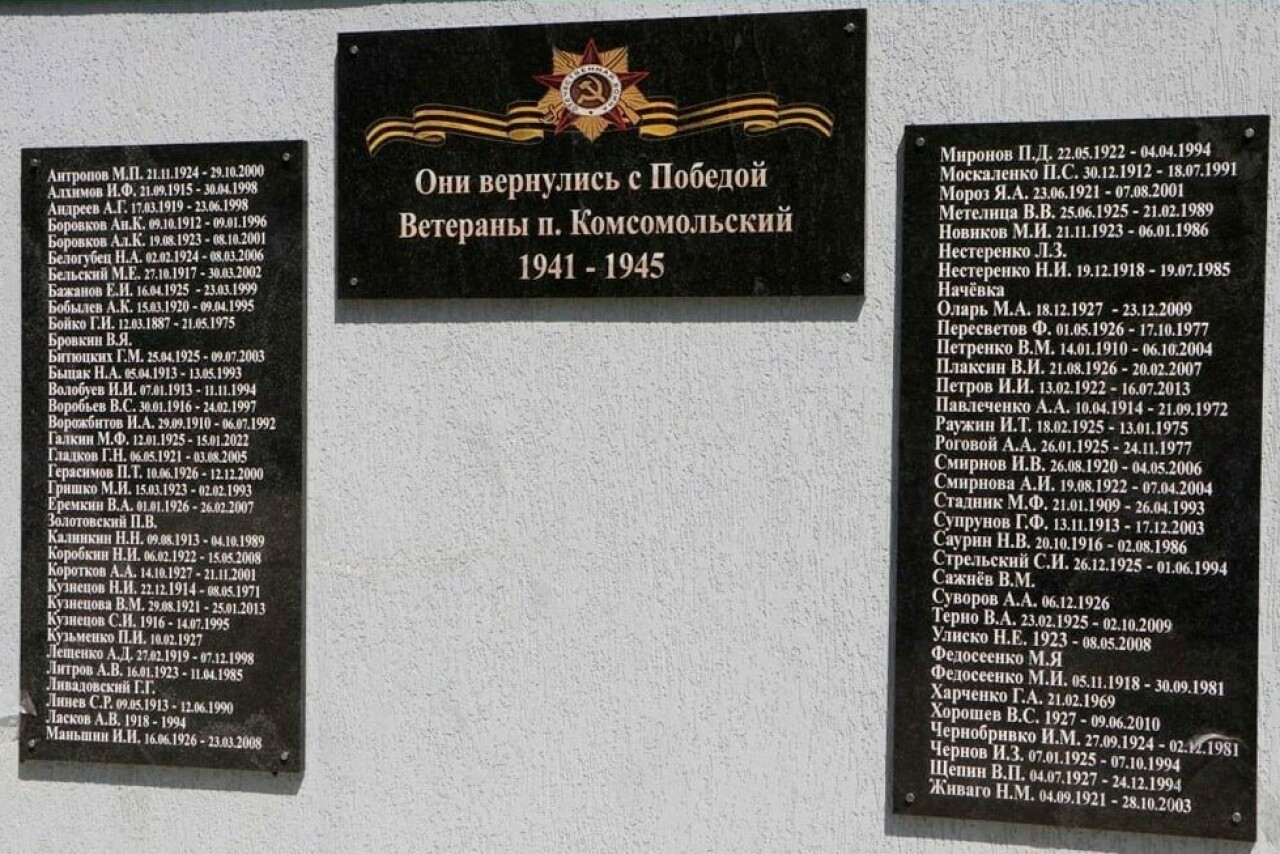 ОТЕЧЕСТВЕННАЯ ВОЙНА
Они вернулись с Победой
Ветераны п. Комсомольский
1941 - 1945
Антропов М.П. 21.11.1924 - 29.10.2000
Алхимов И.Ф. 21.09.1915 - 30.04.1998
Андреев А.Г. 17.03.1919 - 23.06.1998
Боровков Ан.К. 09.10.1912 - 09.01.1996
Боровков Ал.К. 19.08.1923 - 08.10.2001
Белогубец Н.А. 02.02.1924 - 08.03.2006
Бельский М.Е. 27.10.1917 - 30.03.2002
Бажанов Е.И. 16.04.1925 - 23.03.1999
Бобылев А.К. 15.03.1920 - 09.04.1995
Бойко Г.И. 12.03.1887 - 21.05.1975
Бровкин В.Я.
Битюцких Г.М. 25.04.1925 - 09.07.2003
Быцак Н.А. 05.04.1913 - 13.05.1993
Волобуев И.И. 07.01.1913 - 11.11.1994
Воробьев В.С. 30.01.1916 - 24.02.1997
Ворожбитов И.А. 29.09.1910 - 06.07.1992
Галкин М.Ф. 12.01.1925 - 15.01.2022
Гладков Г.Н. 06.05.1921 - 03.08.2005
Герасимов П.Т. 10.06.1926 - 12.12.2000
Гришко М.И. 15.03.1923 - 02.02.1993
Еремкин В.А. 01.01.1926 - 26.02.2007
Золотовский П.В.
Калинкин Н.Н. 09.08.1913 - 04.10.1989
Коробкин Н.И. 06.02.1922 - 15.05.2008
Коротков А.А. 14.10.1927 - 21.11.2001
Кузнецов Н.И. 22.12.1914 - 08.05.1971
Кузнецова В.М. 29.08.1921 - 25.01.2013
Кузнецов С.И. 1916 - 14.07.1995
Кузьменко П.И. 10.02.1927
Лещенко А.Д. 27.02.1919 - 07.12.1998
Литров А.В. 16.01.1923 - 11.04.1985
Ливадовский Г.Г.
Линев С.Р. 09.05.1913 - 12.06.1990
Ласков А.В. 1918 - 1994
Маньшин И.И. 16.06.1926 - 23.03.2008
Миронов П.Д. 22.05.1922 - 04.04.1994
Москаленко П.С. 30.12.1912 - 18.07.1991
Мороз Я.А. 23.06.1921 - 07.08.2001
Метелица В.В. 25.06.1925 - 21.02.1989
Новиков М.И. 21.11.1923 - 06.01.1986
Нестеренко Л.З.
Нестеренко Н.И. 19.12.1918 - 19.07.1985
Начёвка
Оларь М.А. 18.12.1927 - 23.12.2009
Пересветов Ф. 01.05.1926 - 17.10.1977
Петренко В.М. 14.01.1910 - 06.10.2004
Плаксин В.И. 21.08.1926 - 20.02.2007
Петров И.И. 13.02.1922 - 16.07.2013
Павлеченко А.А. 10.04.1914 - 21.09.1972
Раужин И.Т. 18.02.1925 - 13.01.1975
Роговой А.А. 26.01.1925 - 24.11.1977
Смирнов И.В. 26.08.1920 - 04.05.2006
Смирнова А.И. 19.08.1922 - 07.04.2004
Стадник М.Ф. 21.01.1909 - 26.04.1993
Супрунов Г.Ф. 13.11.1913 - 17.12.2003
Саурин Н.В. 20.10.1916 - 02.08.1986
Стрельский С.И. 26.12.1925 - 01.06.1994
Сажнёв В.М.
Суворов А.А. 06.12.1926
Терно В.А. 23.02.1925 - 02.10.2009
Улиско Н.Е. 1923 - 08.05.2008
Федосеенко М.Я
Федосеенко М.И. 05.11.1918 - 30.09.1981
Харченко Г.А. 21.02.1969
Хорошев В.С. 1927 - 09.06.2010
Чернобривко И.М. 27.09.1924 - 02.12.1981
Чернов И.З. 07.01.1925 - 07.10.1994
Щепин В.П. 04.07.1927 - 24.12.1994
Живаго Н.М. 04.09.1921 - 28.10.2003